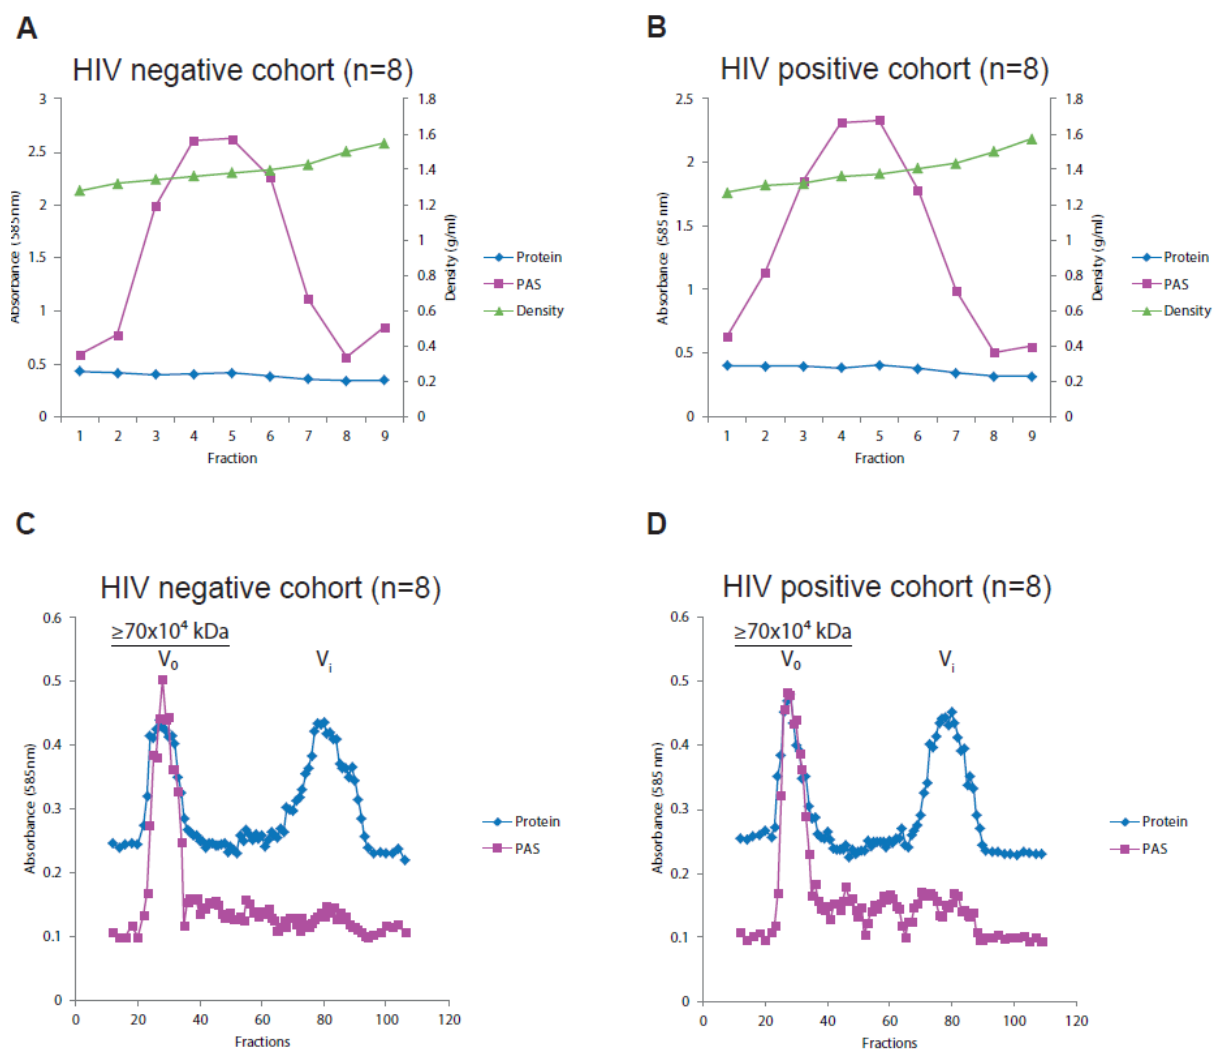 A
HIV negative cohort (n=8)
3
2.5
2
1.5
1
0.5
0
1.8
1.6
1.4
1.2
1
0.8
0.6
0.4
0.2
0
Absorbance (585nm)
Density (g/ml)
1 2 3 4 5 6 7 8 9
Fraction
Protein
PAS
Density
B
HIV positive cohort (n=8)
2.5
2
1.5
1
0.5
0
1.8
1.6
1.4
1.2
1
0.8
0.6
0.4
0.2
0
Absorbance (585 nm)
Density (g/ml)
1 2 3 4 5 6 7 8 9
Fraction
Protein
PAS
Density
C
HIV negative cohort (n=8)
≥70x10⁴ kDa
V₀
Vᵢ
0.6
0.5
0.4
0.3
0.2
0.1
0
Absorbance (585nm)
0 20 40 60 80 100 120
Fractions
Protein
PAS
D
HIV positive cohort (n=8)
≥70x10⁴ kDa
V₀
Vᵢ
0.6
0.5
0.4
0.3
0.2
0.1
0
Absorbance (585 nm)
0 20 40 60 80 100 120
Fractions
Protein
PAS